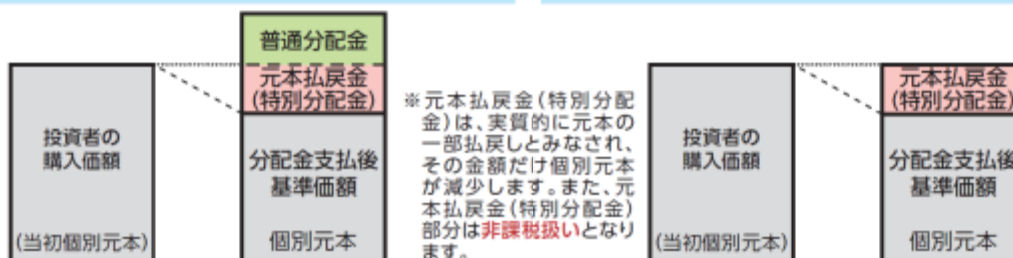 普通分配金
元本払戻金
(特別分配金)
投資者の
購入価額
(当初個別元本)
分配金支払後
基準価額
個別元本
※元本払戻金(特別分配
金)は、実質的に元本の
一部払戻しとみなされ、
その金額だけ個別元本
が減少します。また、元
本払戻金(特別分配金)
部分は非課税扱いとなり
ます。
投資者の
購入価額
(当初個別元本)
元本払戻金
(特別分配金)
分配金支払後
基準価額
個別元本